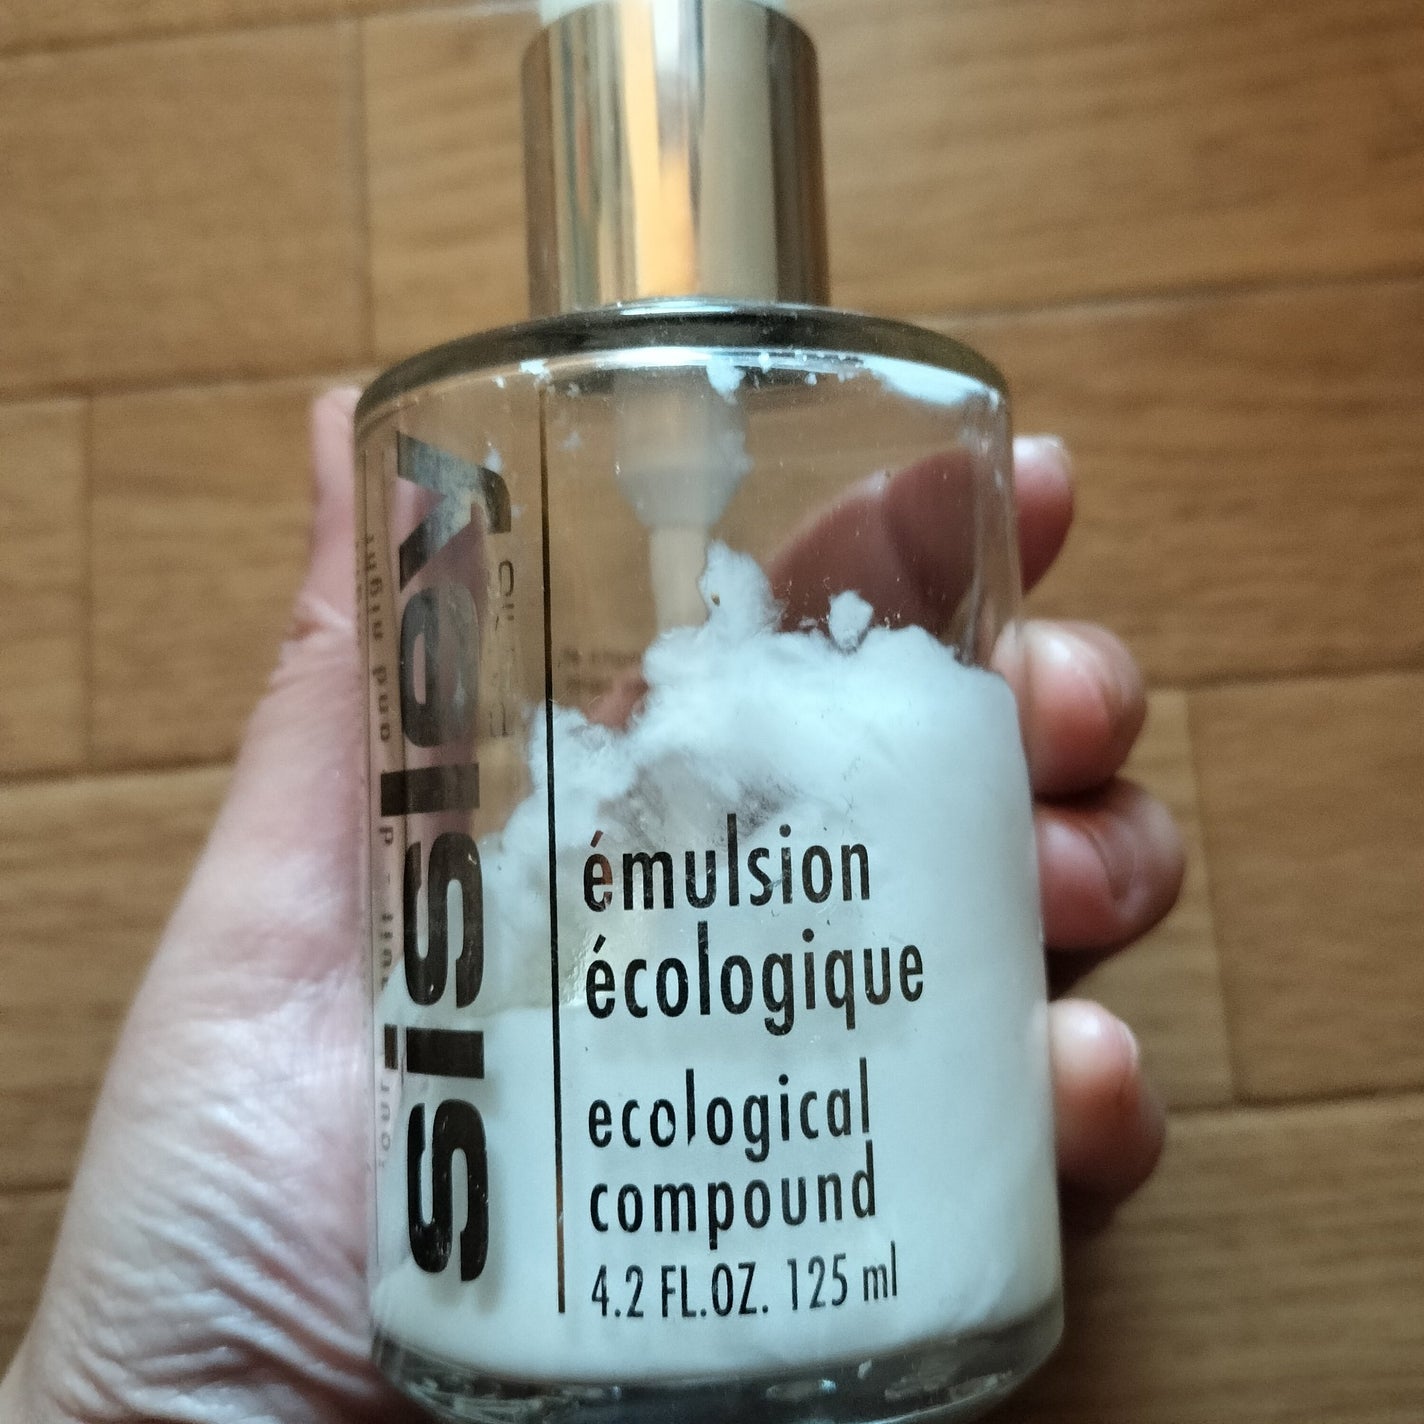 sisley
émulsion
écologique
ecological
compound
4.2 FL.OZ. 125 ml